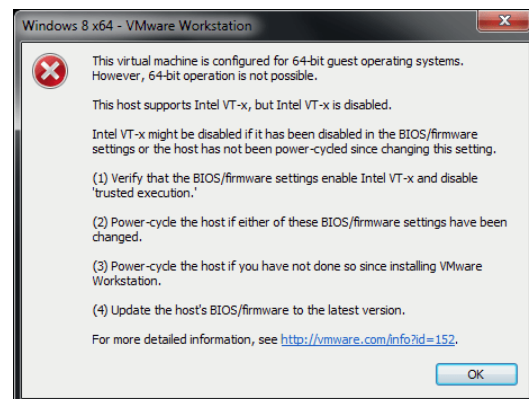 Windows 8 x64 - VMware Workstation
This virtual machine is configured for 64-bit guest operating systems.
However, 64-bit operation is not possible.
This host supports Intel VT-x, but Intel VT-x is disabled.
Intel VT-x might be disabled if it has been disabled in the BIOS/firmware
settings or the host has not been power-cycled since changing this setting.
(1) Verify that the BIOS/firmware settings enable Intel VT-x and disable
'trusted execution.'
(2) Power-cycle the host if either of these BIOS/firmware settings have been
changed.
(3) Power-cycle the host if you have not done so since installing VMware
Workstation.
(4) Update the host's BIOS/firmware to the latest version.
For more detailed information, see http://vmware.com/info?id=152.
OK